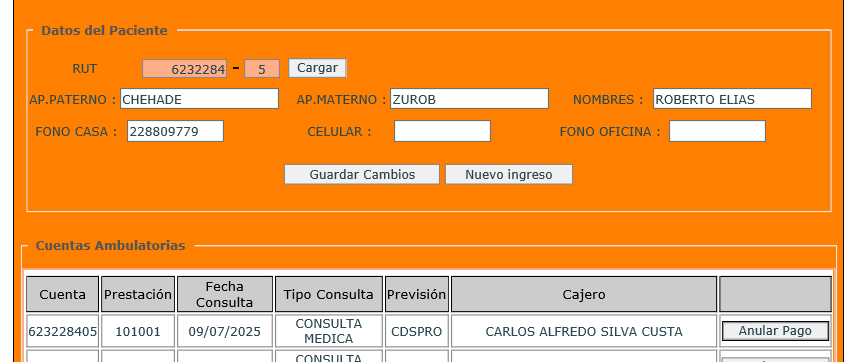 Datos del Paciente
RUT 6232284 - 5 Cargar
AP.PATERNO : CHEHADE AP.MATERNO : ZUROB NOMBRES : ROBERTO ELIAS
FONO CASA : 228809779 CELULAR : FONO OFICINA :
Guardar Cambios Nuevo ingreso
Cuentas Ambulatorias
Cuenta Prestación Fecha Consulta Tipo Consulta Previsión Cajero
623228405 101001 09/07/2025 CONSULTA MEDICA CDSPRO CARLOS ALFREDO SILVA CUSTA Anular Pago
CONSULTA